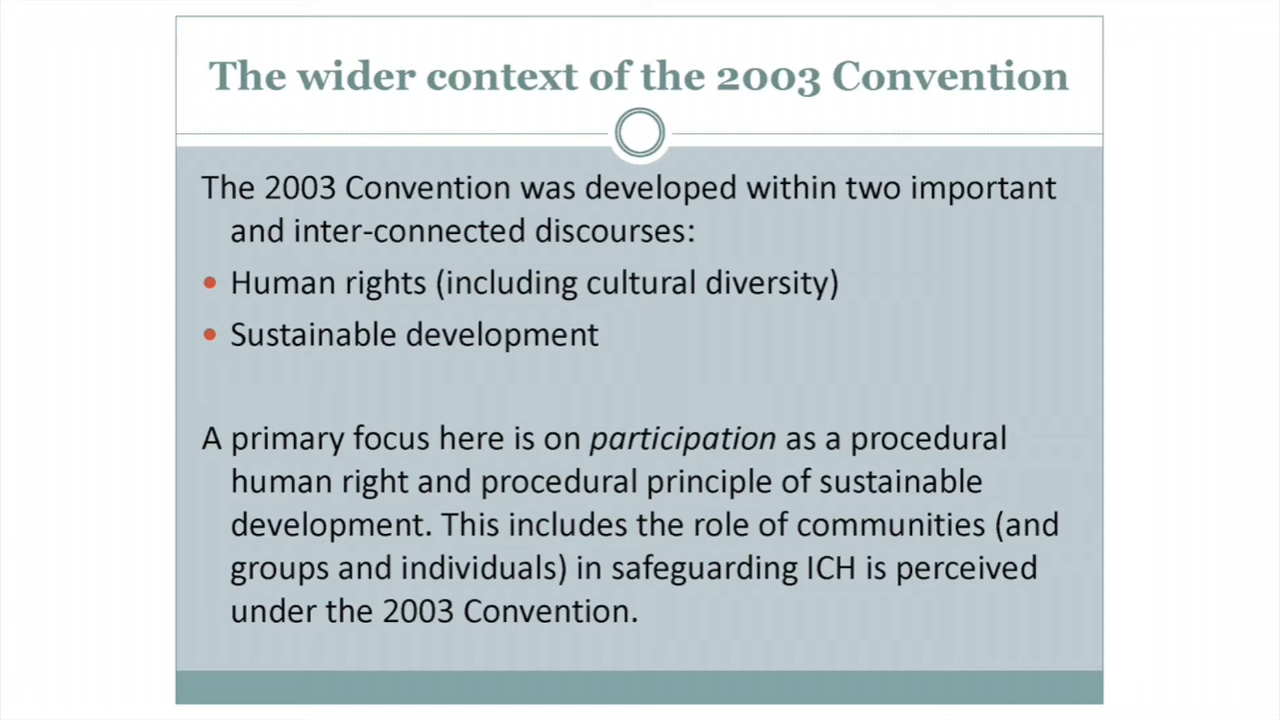 The wider context of the 2003 Convention
The 2003 Convention was developed within two important
and inter-connected discourses:
• Human rights (including cultural diversity)
• Sustainable development
A primary focus here is on participation as a procedural
human right and procedural principle of sustainable
development. This includes the role of communities (and
groups and individuals) in safeguarding ICH is perceived
under the 2003 Convention.